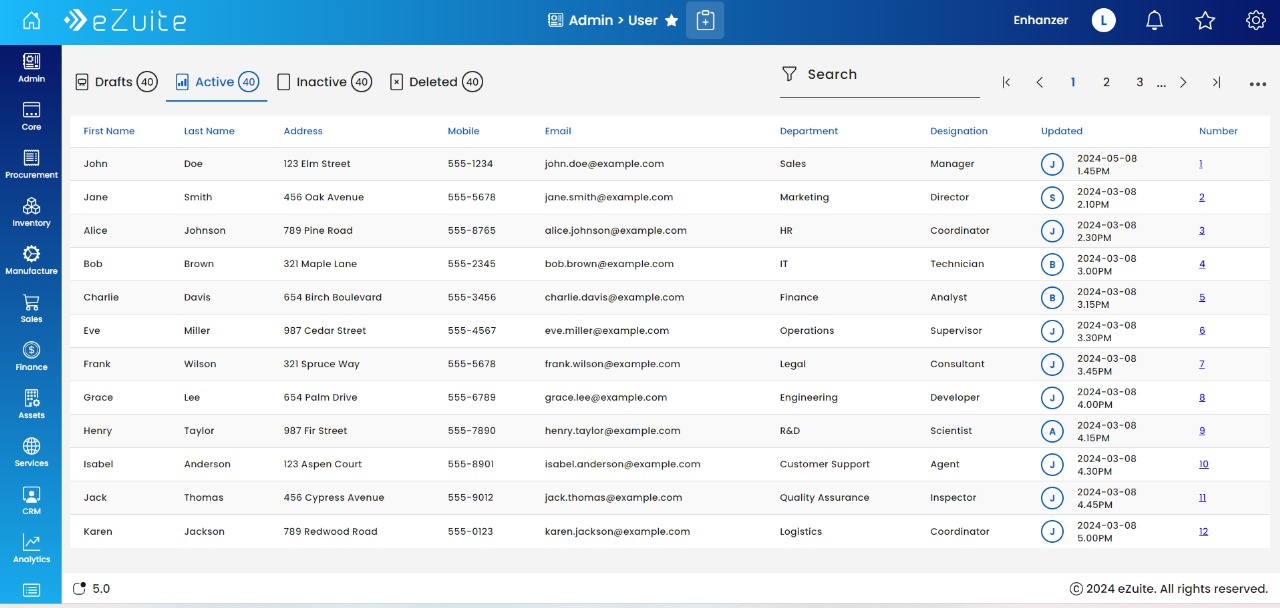 eZuite Admin > User Enhanzer L
Admin
Core
Procurement
Inventory
Manufacture
Sales
Finance
Assets
Services
CRM
Analytics
Drafts 40 Active 40 Inactive 40 Deleted 40 Search 1 2 3 ...
First Name Last Name Address Mobile Email Department Designation Updated Number
John Doe 123 Elm Street 555-1234 john.doe@example.com Sales Manager J 2024-05-08 1.45PM 1
Jane Smith 456 Oak Avenue 555-5678 jane.smith@example.com Marketing Director S 2024-03-08 2.10PM 2
Alice Johnson 789 Pine Road 555-8765 alice.johnson@example.com HR Coordinator J 2024-03-08 2.30PM 3
Bob Brown 321 Maple Lane 555-2345 bob.brown@example.com IT Technician B 2024-03-08 3.00PM 4
Charlie Davis 654 Birch Boulevard 555-3456 charlie.davis@example.com Finance Analyst B 2024-03-08 3.15PM 5
Eve Miller 987 Cedar Street 555-4567 eve.miller@example.com Operations Supervisor J 2024-03-08 3.30PM 6
Frank Wilson 321 Spruce Way 555-5678 frank.wilson@example.com Legal Consultant J 2024-03-08 3.45PM 7
Grace Lee 654 Palm Drive 555-6789 grace.lee@example.com Engineering Developer J 2024-03-08 4.00PM 8
Henry Taylor 987 Fir Street 555-7890 henry.taylor@example.com R&D Scientist A 2024-03-08 4.15PM 9
Isabel Anderson 123 Aspen Court 555-8901 isabel.anderson@example.com Customer Support Agent J 2024-03-08 4.30PM 10
Jack Thomas 456 Cypress Avenue 555-9012 jack.thomas@example.com Quality Assurance Inspector J 2024-03-08 4.45PM 11
Karen Jackson 789 Redwood Road 555-0123 karen.jackson@example.com Logistics Coordinator J 2024-03-08 5.00PM 12
5.0 © 2024 eZuite. All rights reserved.